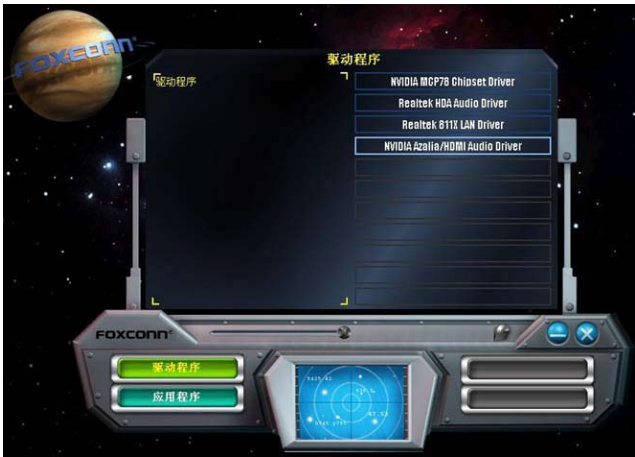 FOXCONN
驱动程序
驱动程序
NVIDIA MCP78 Chipset Driver
Realtek HDA Audio Driver
Realtek 811X LAN Driver
NVIDIA Azalia/HDMI Audio Driver
FOXCONN
驱动程序
应用程序